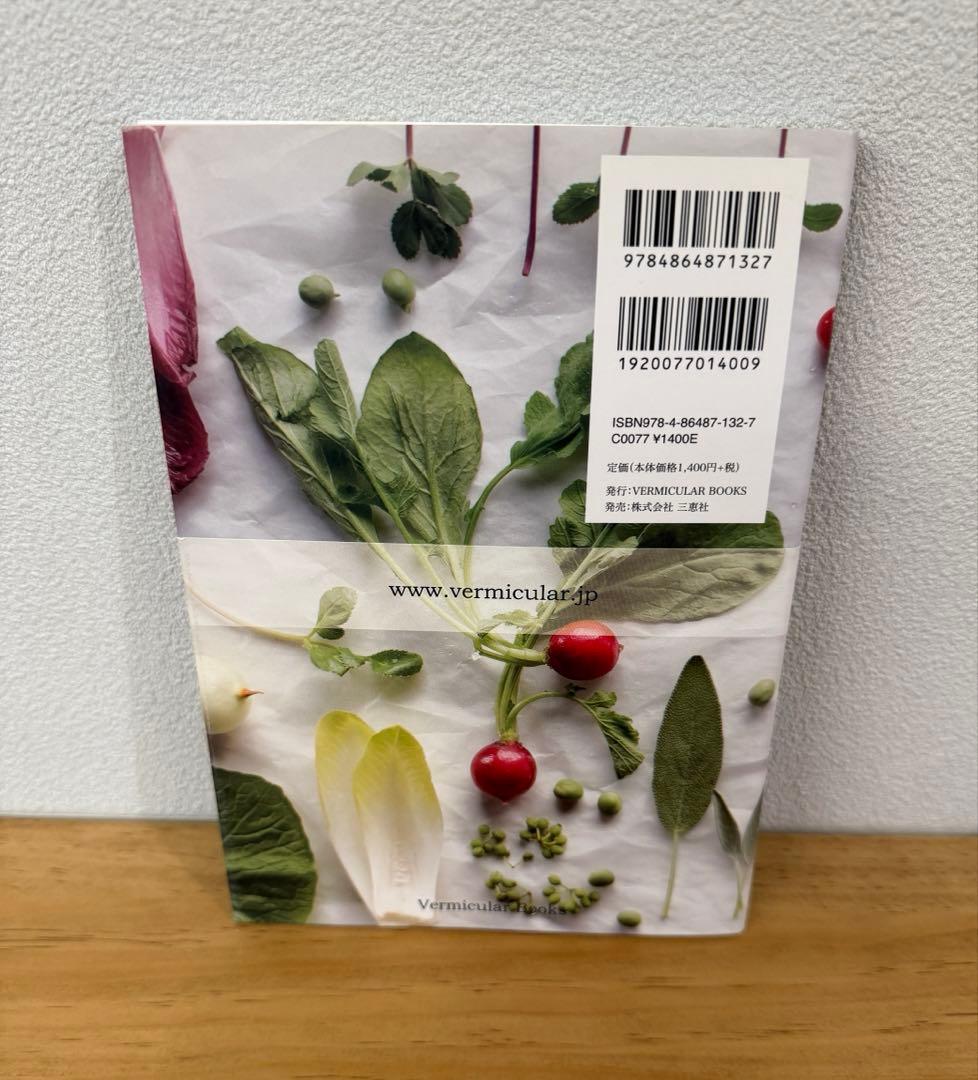 9784864871327
1920077014009
ISBN978-4-86487-132-7
C0077 ¥1400E
定価(本体価格1,400円+税)
発行:VERMICULAR BOOKS
発売:株式会社 三恵社
www.vermicular.jp
Vermicular Books